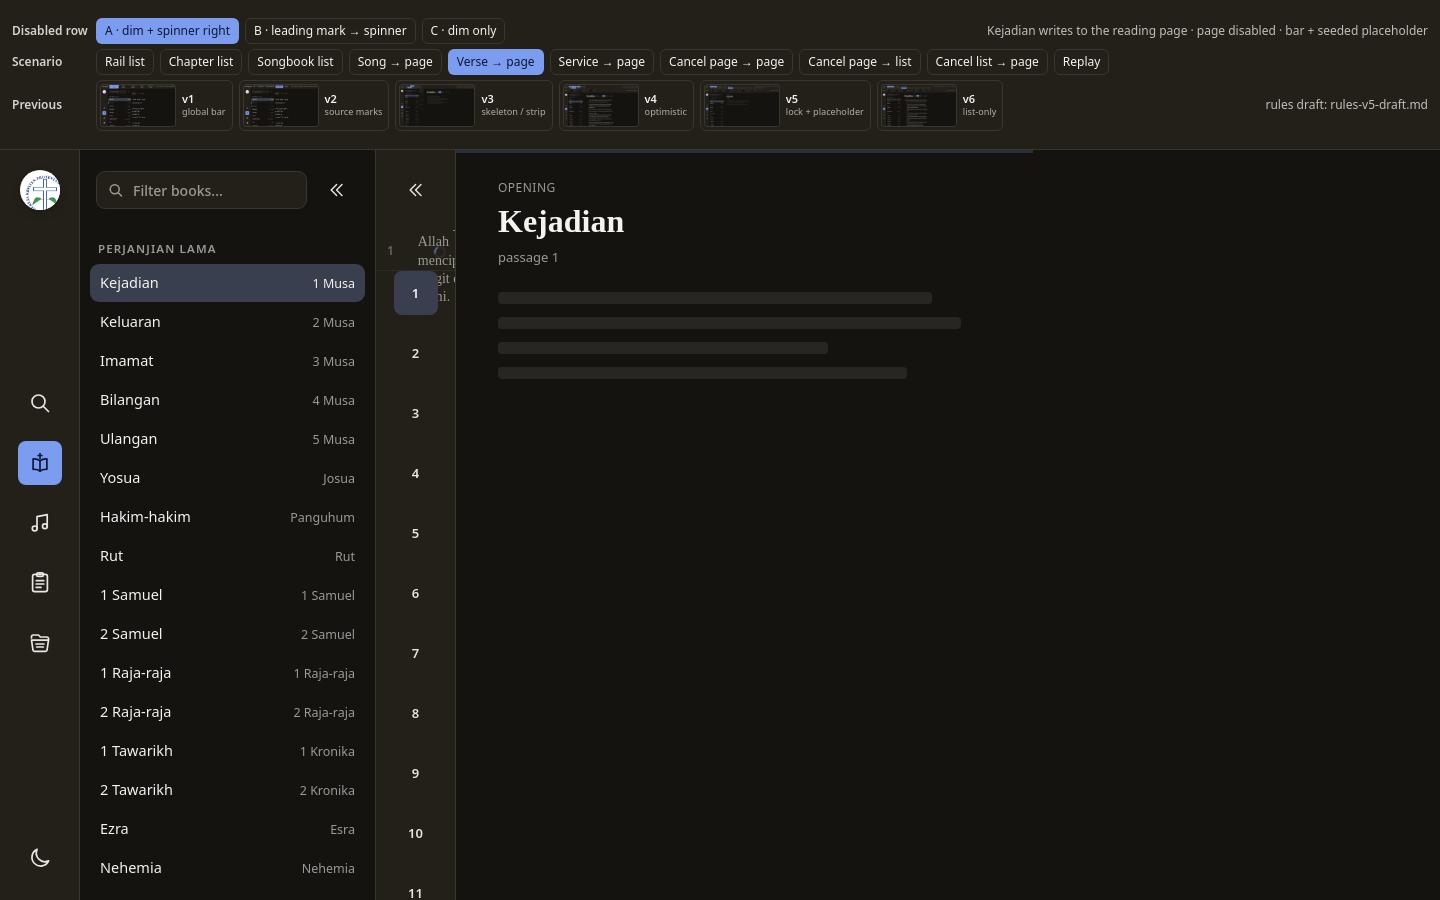 Disabled row
A · dim + spinner right
B · leading mark → spinner
C · dim only
Kejadian writes to the reading page · page disabled · bar + seeded placeholder
Scenario
Rail list
Chapter list
Songbook list
Song → page
Verse → page
Service → page
Cancel page → page
Cancel page → list
Cancel list → page
Replay
Previous
v1
global bar
v2
source marks
v3
skeleton / strip
v4
optimistic
v5
lock + placeholder
v6
list-only
rules draft: rules-v5-draft.md
Filter books...
PERJANJIAN LAMA
Kejadian 1 Musa
Keluaran 2 Musa
Imamat 3 Musa
Bilangan 4 Musa
Ulangan 5 Musa
Yosua Josua
Hakim-hakim Panguhum
Rut Rut
1 Samuel 1 Samuel
2 Samuel 2 Samuel
1 Raja-raja 1 Raja-raja
2 Raja-raja 2 Raja-raja
1 Tawarikh 1 Kronika
2 Tawarikh 2 Kronika
Ezra Esra
Nehemia Nehemia
1
Allah
1
2
3
4
5
6
7
8
9
10
11
OPENING
Kejadian
passage 1